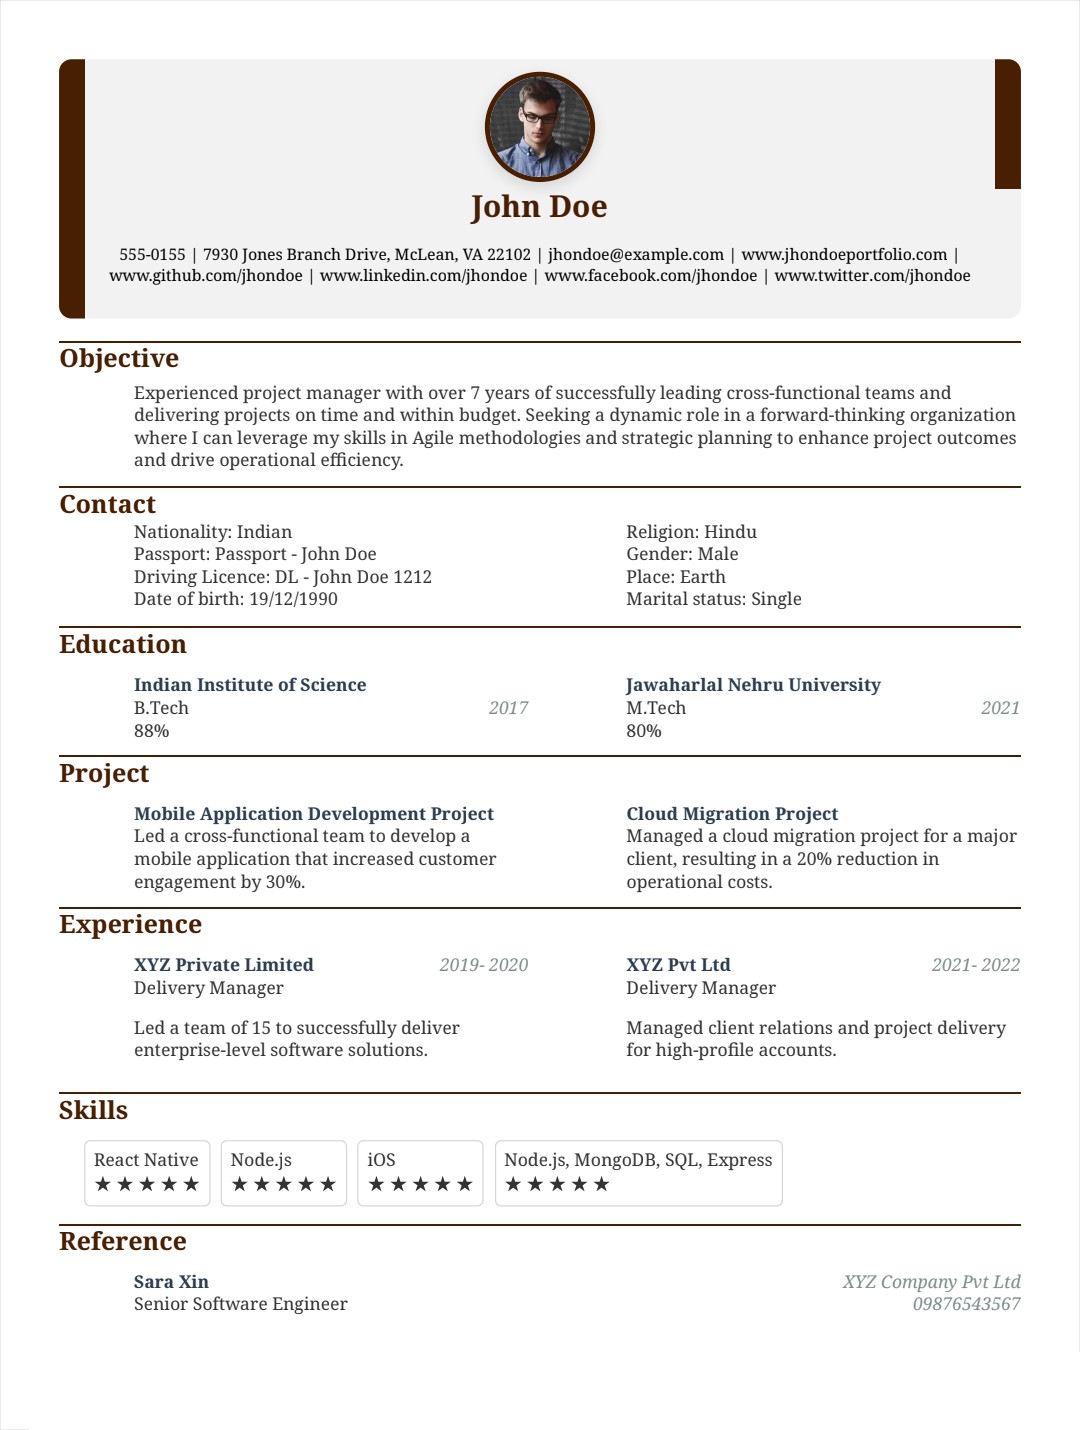 John Doe
555-0155 | 7930 Jones Branch Drive, McLean, VA 22102 | jhondoe@example.com | www.jhondoeportfolio.com |
www.github.com/jhondoe | www.linkedin.com/jhondoe | www.facebook.com/jhondoe | www.twitter.com/jhondoe
Objective
Experienced project manager with over 7 years of successfully leading cross-functional teams and
delivering projects on time and within budget. Seeking a dynamic role in a forward-thinking organization
where I can leverage my skills in Agile methodologies and strategic planning to enhance project outcomes
and drive operational efficiency.
Contact
Nationality: Indian
Passport: Passport - John Doe
Driving Licence: DL - John Doe 1212
Date of birth: 19/12/1990
Religion: Hindu
Gender: Male
Place: Earth
Marital status: Single
Education
Indian Institute of Science
B.Tech 2017
88%
Jawaharlal Nehru University
M.Tech 2021
80%
Project
Mobile Application Development Project
Led a cross-functional team to develop a
mobile application that increased customer
engagement by 30%.
Cloud Migration Project
Managed a cloud migration project for a major
client, resulting in a 20% reduction in
operational costs.
Experience
XYZ Private Limited 2019- 2020
Delivery Manager
Led a team of 15 to successfully deliver
enterprise-level software solutions.
XYZ Pvt Ltd 2021- 2022
Delivery Manager
Managed client relations and project delivery
for high-profile accounts.
Skills
React Native
★ ★ ★ ★ ★
Node.js
★ ★ ★ ★ ★
iOS
★ ★ ★ ★ ★
Node.js, MongoDB, SQL, Express
★ ★ ★ ★ ★
Reference
Sara Xin XYZ Company Pvt Ltd
Senior Software Engineer 09876543567